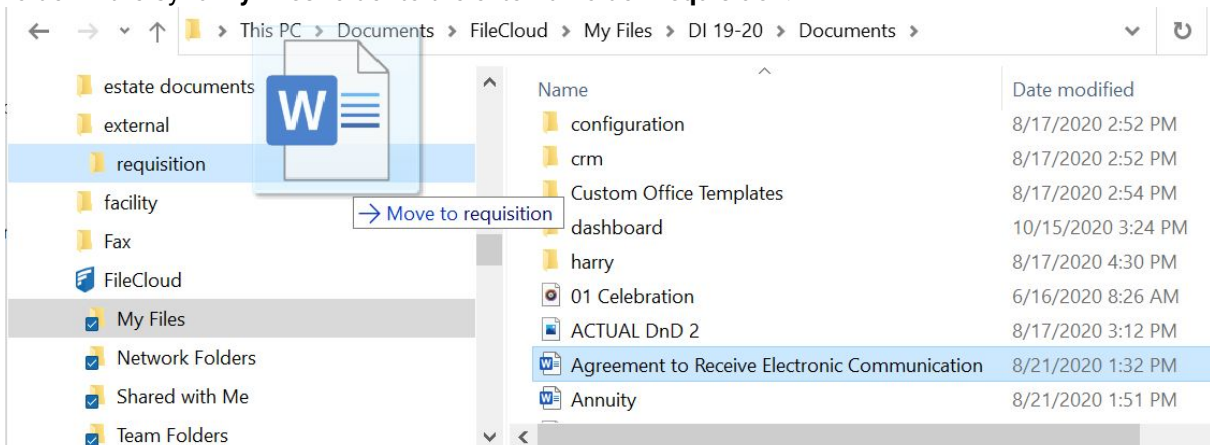 This PC > Documents > FileCloud > My Files > DI 19-20 > Documents >
estate documents
external
requisition
facility
Fax
FileCloud
My Files
Network Folders
Shared with Me
Team Folders
W
→ Move to requisition
Name Date modified
configuration 8/17/2020 2:52 PM
crm 8/17/2020 2:52 PM
Custom Office Templates 8/17/2020 2:54 PM
dashboard 10/15/2020 3:24 PM
harry 8/17/2020 4:30 PM
01 Celebration 6/16/2020 8:26 AM
ACTUAL DnD 2 8/17/2020 3:12 PM
Agreement to Receive Electronic Communication 8/21/2020 1:32 PM
Annuity 8/21/2020 1:51 PM